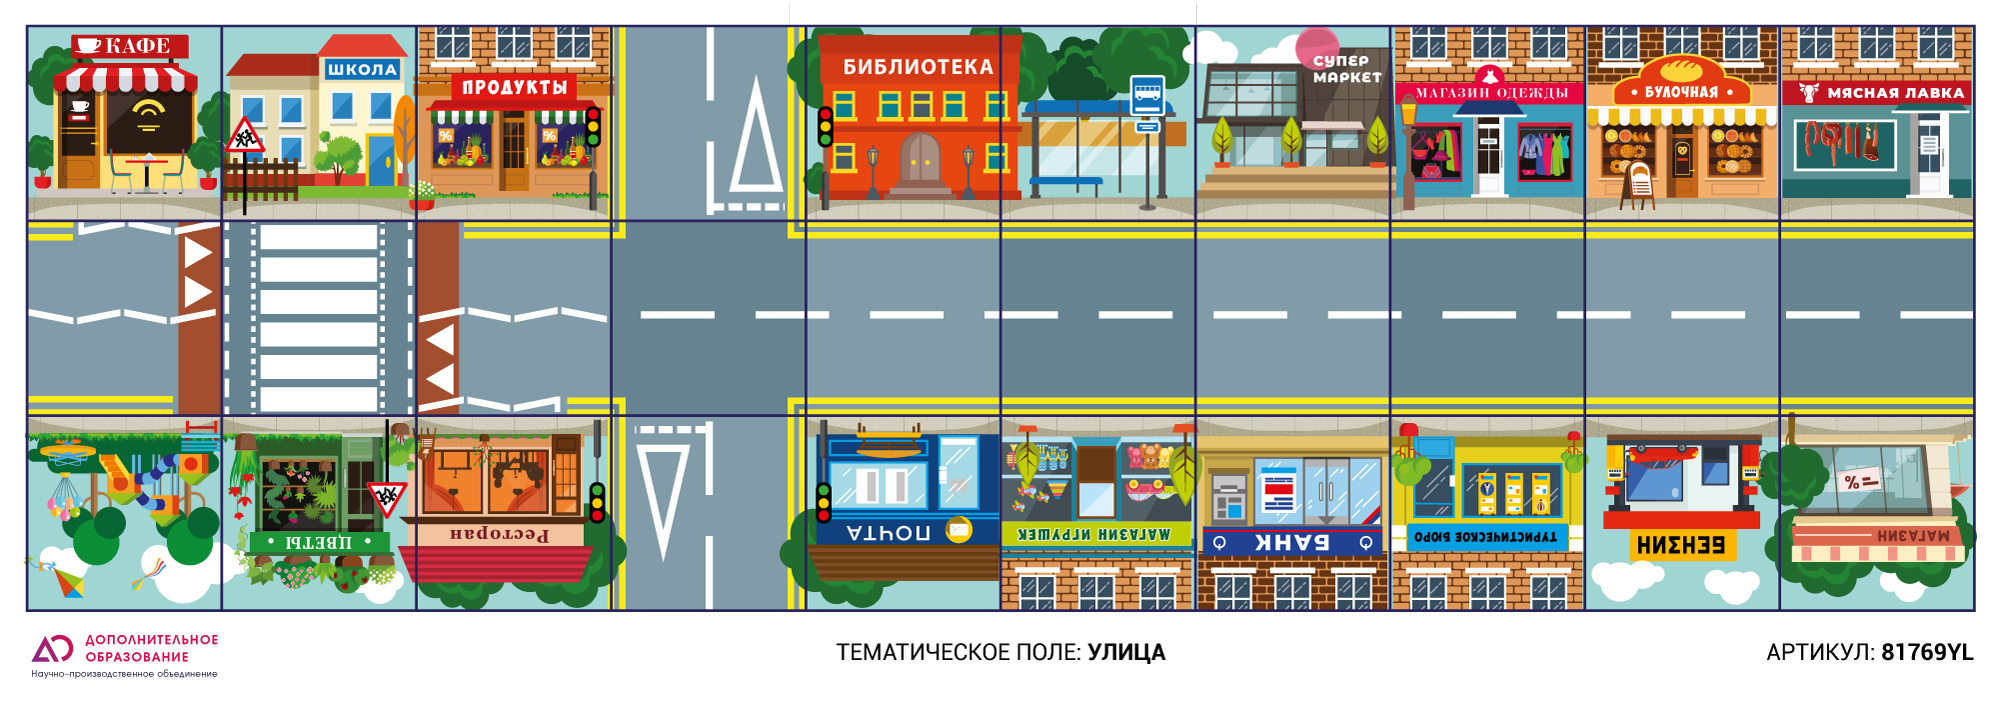 КАФЕ
ШКОЛА
ПРОДУКТЫ
%
%
БИБЛИОТЕКА
СУПЕР
МАРКЕТ
МАГАЗИН ОДЕЖДЫ
• БУЛОЧНАЯ •
МЯСНАЯ ЛАВКА
• ЦВЕТЫ •
Ресторан
ПОЧТА
МАГАЗИН ИГРУШЕК
БАНК
ТУРИСТИЧЕСКОЕ БЮРО
БЕНЗИН
%
МАГАЗИН
ДОПОЛНИТЕЛЬНОЕ
ОБРАЗОВАНИЕ
Научно-производственное объединение
ТЕМАТИЧЕСКОЕ ПОЛЕ: УЛИЦА
АРТИКУЛ: 81769YL